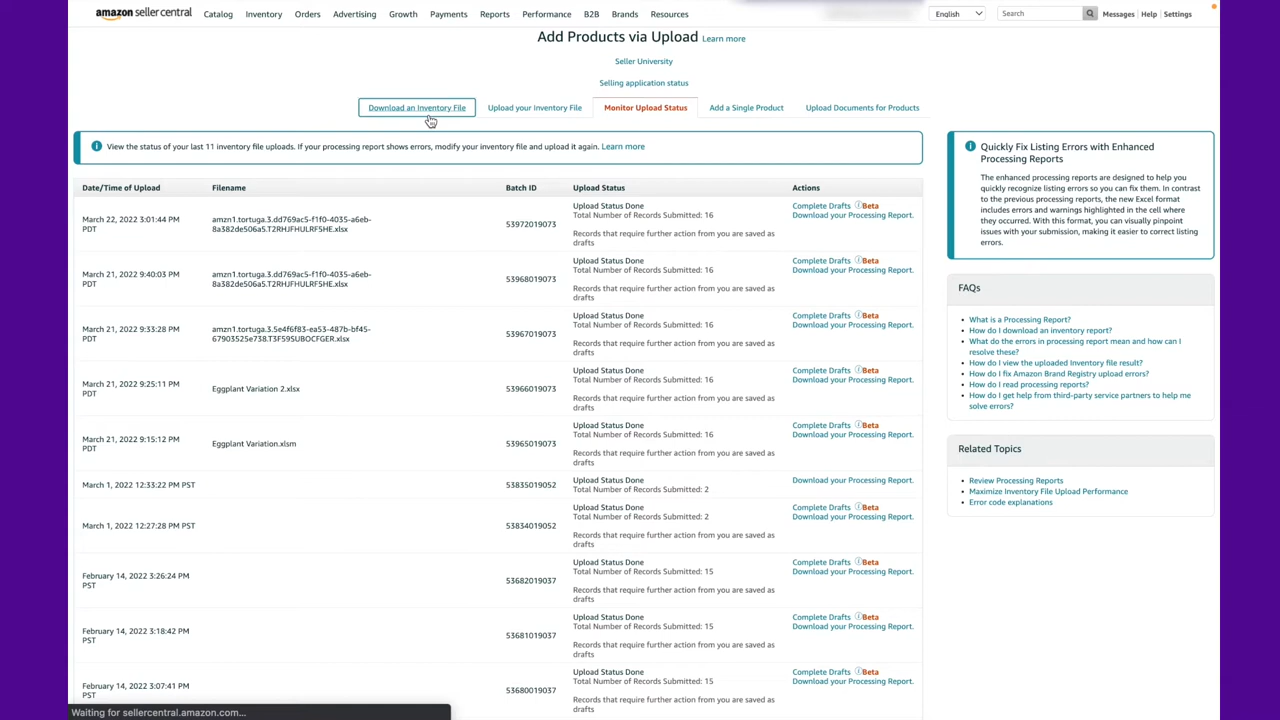 amazon seller central Catalog Inventory Orders Advertising Growth Payments Reports Performance B2B Brands Resources English Search Messages Help Settings
Add Products via Upload Learn more
Seller University
Selling application status
Download an Inventory File Upload your Inventory File Monitor Upload Status Add a Single Product Upload Documents for Products
View the status of your last 11 inventory file uploads. If your processing report shows errors, modify your inventory file and upload it again. Learn more
Date/Time of Upload Filename Batch ID Upload Status Actions
March 22, 2022 3:01:44 PM
PDT
amzn1.tortuga.3.dd769ac5-f1f0-4035-a6eb-
8a382de506a5.T2RHJFHULRF5HE.xlsx
53972019073
Upload Status Done
Total Number of Records Submitted: 16
Records that require further action from you are saved as
drafts
Complete Drafts Beta
Download your Processing Report.
March 21, 2022 9:40:03 PM
PDT
amzn1.tortuga.3.dd769ac5-f1f0-4035-a6eb-
8a382de506a5.T2RHJFHULRF5HE.xlsx
53968019073
Upload Status Done
Total Number of Records Submitted: 16
Records that require further action from you are saved as
drafts
Complete Drafts Beta
Download your Processing Report.
March 21, 2022 9:33:28 PM
PDT
amzn1.tortuga.3.5e4f6f83-ea53-487b-bf45-
67903525e738.T3F59SUBOCFGER.xlsx
53967019073
Upload Status Done
Total Number of Records Submitted: 16
Records that require further action from you are saved as
drafts
Complete Drafts Beta
Download your Processing Report.
March 21, 2022 9:25:11 PM
PDT
Eggplant Variation 2.xlsx
53966019073
Upload Status Done
Total Number of Records Submitted: 16
Records that require further action from you are saved as
drafts
Complete Drafts Beta
Download your Processing Report.
March 21, 2022 9:15:12 PM
PDT
Eggplant Variation.xlsm
53965019073
Upload Status Done
Total Number of Records Submitted: 16
Records that require further action from you are saved as
drafts
Complete Drafts Beta
Download your Processing Report.
March 1, 2022 12:33:22 PM PST
53835019052
Upload Status Done
Total Number of Records Submitted: 2
Download your Processing Report.
March 1, 2022 12:27:28 PM PST
53834019052
Upload Status Done
Total Number of Records Submitted: 2
Records that require further action from you are saved as
drafts
Complete Drafts Beta
Download your Processing Report.
February 14, 2022 3:26:24 PM
PST
53682019037
Upload Status Done
Total Number of Records Submitted: 15
Records that require further action from you are saved as
drafts
Complete Drafts Beta
Download your Processing Report.
February 14, 2022 3:18:42 PM
PST
53681019037
Upload Status Done
Total Number of Records Submitted: 15
Records that require further action from you are saved as
drafts
Complete Drafts Beta
Download your Processing Report.
February 14, 2022 3:07:41 PM
PST
53680019037
Upload Status Done
Total Number of Records Submitted: 15
Records that require further action from you are saved as
drafts
Complete Drafts Beta
Download your Processing Report.
Quickly Fix Listing Errors with Enhanced
Processing Reports
The enhanced processing reports are designed to help you
quickly recognize listing errors so you can fix them. In contrast
to the previous processing reports, the new Excel format
includes errors and warnings highlighted in the cell where
they occurred. With this format, you can visually pinpoint
issues with your submission, making it easier to correct listing
errors.
FAQs
What is a Processing Report?
How do I download an inventory report?
What do the errors in processing report mean and how can I
resolve these?
How do I view the uploaded Inventory file result?
How do I fix Amazon Brand Registry upload errors?
How do I read processing reports?
How do I get help from third-party service partners to help me
solve errors?
Related Topics
Review Processing Reports
Maximize Inventory File Upload Performance
Error code explanations
Waiting for sellercentral.amazon.com...